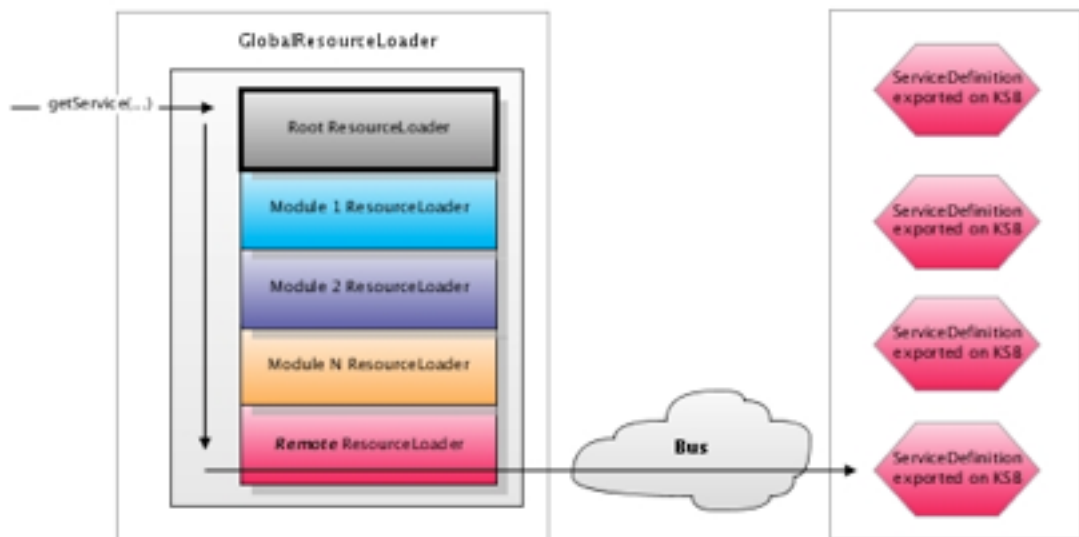 GlobalResourceLoader
getService(...)
Root ResourceLoader
Module 1 ResourceLoader
Module 2 ResourceLoader
Module N ResourceLoader
Remote ResourceLoader
Bus
ServiceDefinition
exported on KSB
ServiceDefinition
exported on KSB
ServiceDefinition
exported on KSB
ServiceDefinition
exported on KSB